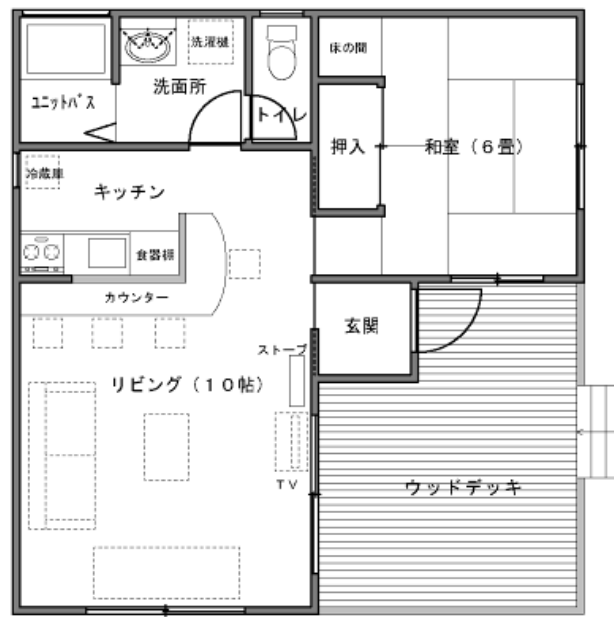 洗濯機
床の間
洗面所
ユニットバス
トイレ
押入
和室（６畳）
冷蔵庫
キッチン
食器棚
カウンター
玄関
ストーブ
リビング（１０帖）
ＴＶ
ウッドデッキ